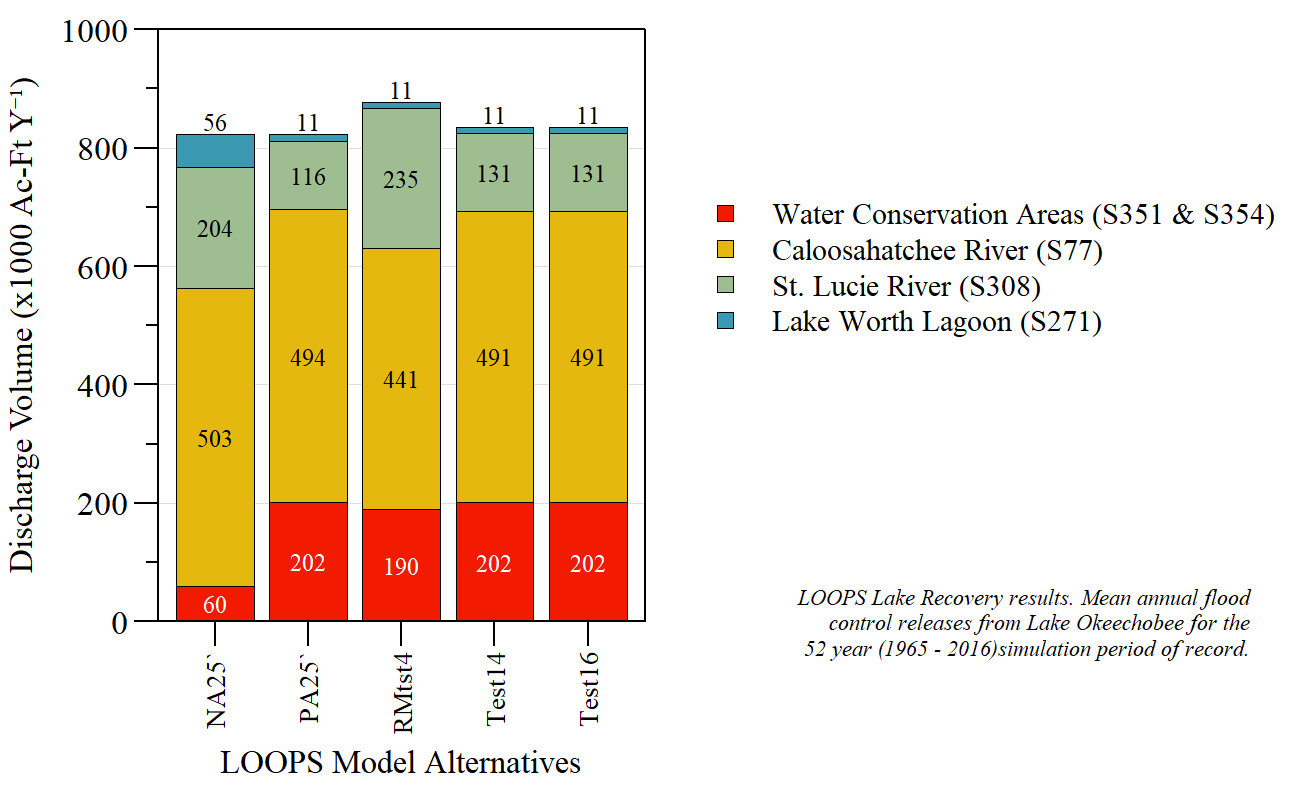 1000
800
600
400
200
0
Discharge Volume (x1000 Ac-Ft Y⁻¹)
56
204
503
60
11
116
494
202
11
235
441
190
11
131
491
202
11
131
491
202
NA25`
PA25`
RMtst4
Test14
Test16
LOOPS Model Alternatives
Water Conservation Areas (S351 & S354)
Caloosahatchee River (S77)
St. Lucie River (S308)
Lake Worth Lagoon (S271)
LOOPS Lake Recovery results. Mean annual flood
control releases from Lake Okeechobee for the
52 year (1965 - 2016)simulation period of record.